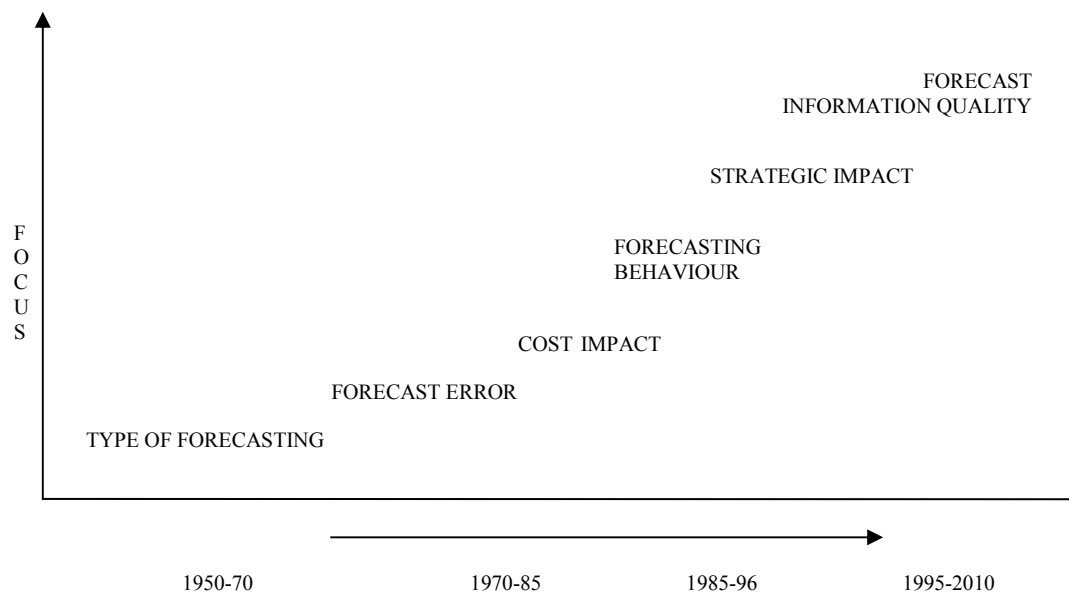 FORECAST
INFORMATION QUALITY
STRATEGIC IMPACT
F
O
C
U
S
FORECASTING
BEHAVIOUR
COST IMPACT
FORECAST ERROR
TYPE OF FORECASTING
1950-70 1970-85 1985-96 1995-2010